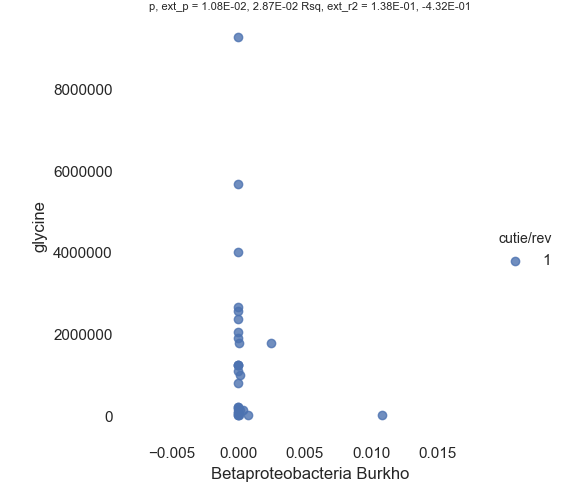 p, ext_p = 1.08E-02, 2.87E-02 Rsq, ext_r2 = 1.38E-01, -4.32E-01
8000000
6000000
glycine
cutie/rev
4000000
1
2000000
0
−0.005 0.000 0.005 0.010 0.015
Betaproteobacteria Burkho